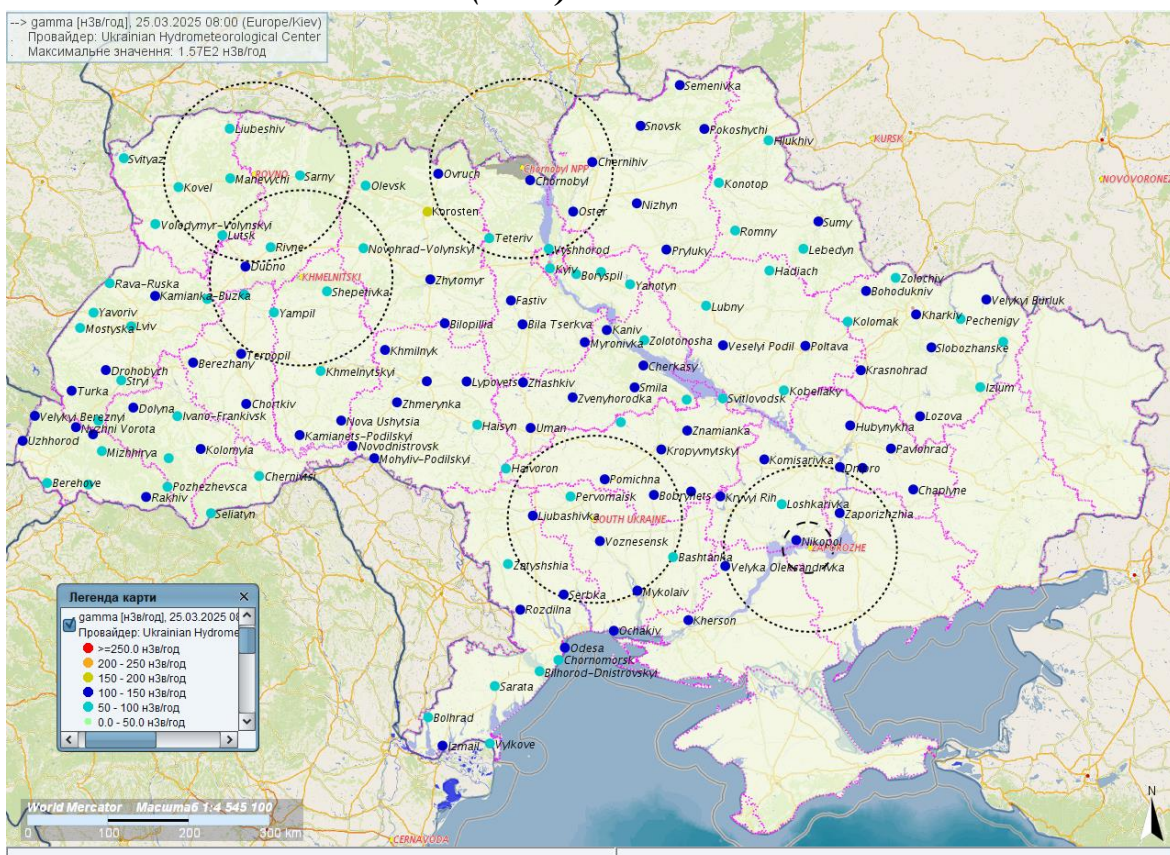 --> gamma [нЗв/год], 25.03.2025 08:00 (Europe/Kiev)
Провайдер: Ukrainian Hydrometeorological Center
Максимальне значення: 1.57E2 нЗв/год
Semenivka
Snovsk
Pokoshychi
Liubeshiv
Hlukhiv
KURSK
Svityaz
ROVNO
Chernihiv
Chornobyl NPP
Manevychi
Sarny
Ovruch
Chornobyl
NOVOVORONEZ
Kovel
Olevsk
Konotop
Nizhyn
Korosten
Oster
Volodymyr-Volynskyi
Sumy
Lutsk
Romny
Teteriv
Rivne
Novohrad-Volynskyi
Vyshhorod
Pryluky
Lebedyn
Dubno
Kyiv
Boryspil
Hadiach
KHMELNITSKI
Zolochiv
Rava-Ruska
Zhytomyr
Yahotyn
Shepetivka
Bohodukhiv
Kamianka-Buzka
Fastiv
Velykyi Burluk
Lubny
Yavoriv
Yampil
Kharkiv
Pechenigy
Mostyska
Lviv
Bilopillia
Bila Tserkva
Kaniv
Kolomak
Myronivka
Zolotonosha
Veselyi Podil
Poltava
Slobozhanske
Ternopil
Khmilnyk
Berezhany
Cherkasy
Drohobych
Khmelnytskyi
Krasnohrad
Stryi
Lypovets
Zhashkiv
Turka
Smila
Kobeliaky
Izium
Zvenyhorodka
Svitlovodsk
Dolyna
Chortkiv
Zhmerynka
Velykyi Bereznyi
Ivano-Frankivsk
Lozova
Nova Ushytsia
Haisyn
Uman
Hubynykha
Nyzhni Vorota
Znamianka
Uzhhorod
Kamianets-Podilskyi
Novodnistrovsk
Kolomyia
Kropyvnytskyi
Pavlohrad
Mizhhirya
Mohyliv-Podilskyi
Komisarivka
Haivoron
Dnipro
Chernivtsi
Pomichna
Berehove
Pozhezhevsca
Chaplyne
Rakhiv
Pervomaisk
Bobrynets
Kryvyi Rih
Loshkarivka
Seliatyn
Liubashivka
SOUTH UKRAINE
Zaporizhzhia
Voznesensk
Nikopol
ZAPOROZHE
Bashtanka
Zatyshshia
Velyka Oleksandrivka
Serbka
Mykolaiv
Rozdilna
Kherson
Ochakiv
Odesa
Chornomorsk
Bilhorod-Dnistrovskyi
Sarata
Bolhrad
Izmail
Vylkove
CERNAVODA
Легенда карти
gamma [нЗв/год], 25.03.2025 08
Провайдер: Ukrainian Hydrome
>=250.0 нЗв/год
200 - 250 нЗв/год
150 - 200 нЗв/год
100 - 150 нЗв/год
50 - 100 нЗв/год
0.0 - 50.0 нЗв/год
World Mercator Масштаб 1:4 545 100
0 100 200 300 km
N